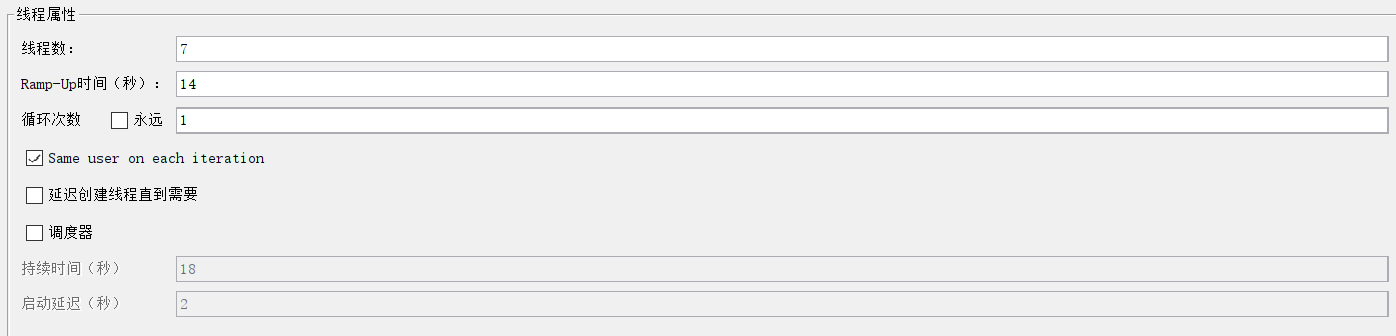 线程属性
线程数： 7
Ramp-Up时间（秒）： 14
循环次数 永远 1
Same user on each iteration
延迟创建线程直到需要
调度器
持续时间（秒） 18
启动延迟（秒） 2